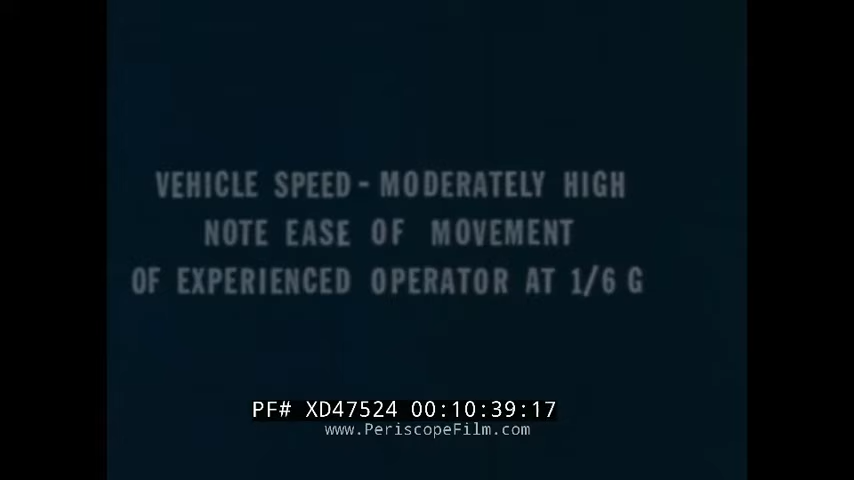 VEHICLE SPEED - MODERATELY HIGH
NOTE EASE OF MOVEMENT
OF EXPERIENCED OPERATOR AT 1/6 G
PF# XD47524 00:10:39:17
www.PeriscopeFilm.com